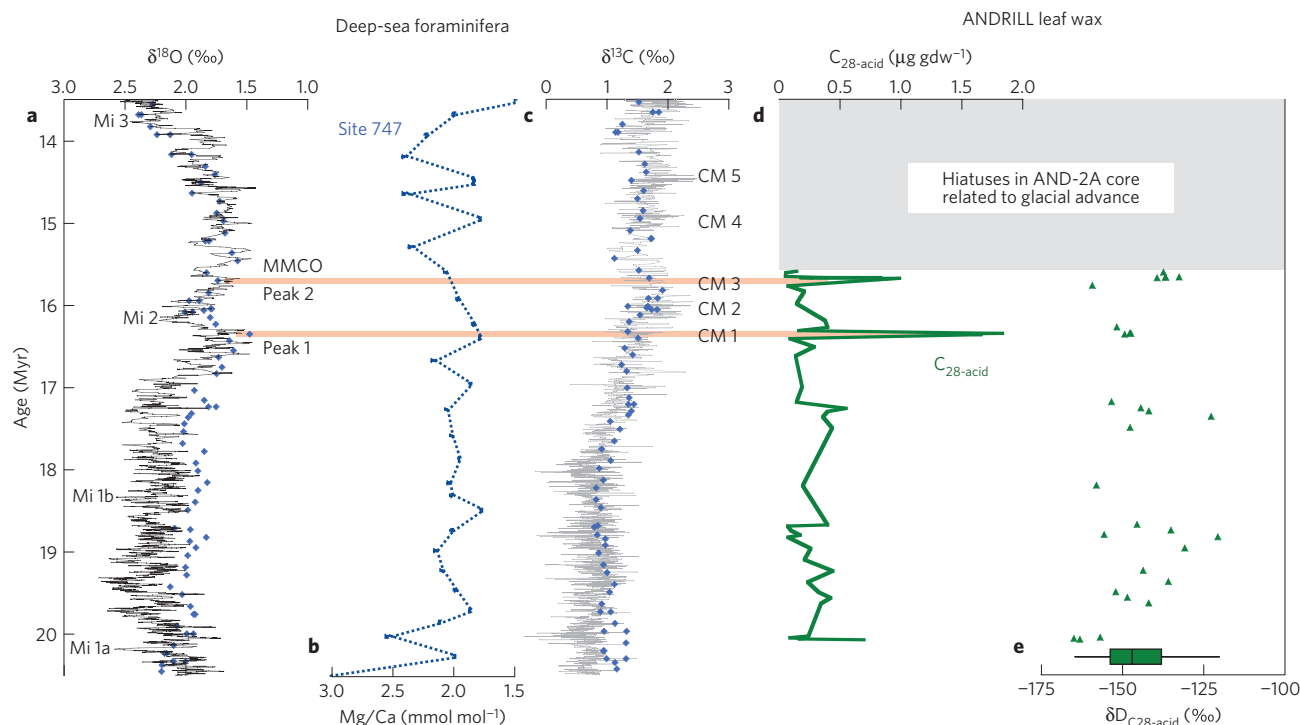 Deep-sea foraminifera
ANDRILL leaf wax
δ18O (‰)
δ13C (‰)
C28-acid (µg gdw−1)
3.0 2.5 2.0 1.5 1.0
0 1 2 3
0 0.5 1.0 1.5 2.0
a
Mi 3
Site 747
c
d
14
CM 5
Hiatuses in AND-2A core
related to glacial advance
15
CM 4
MMCO
CM 3
Peak 2
16
Mi 2
CM 2
CM 1
Peak 1
C28-acid
17
Age (Myr)
18
Mi 1b
19
20
Mi 1a
b
e
3.0 2.5 2.0 1.5
Mg/Ca (mmol mol−1)
−175 −150 −125 −100
δDC28-acid (‰)